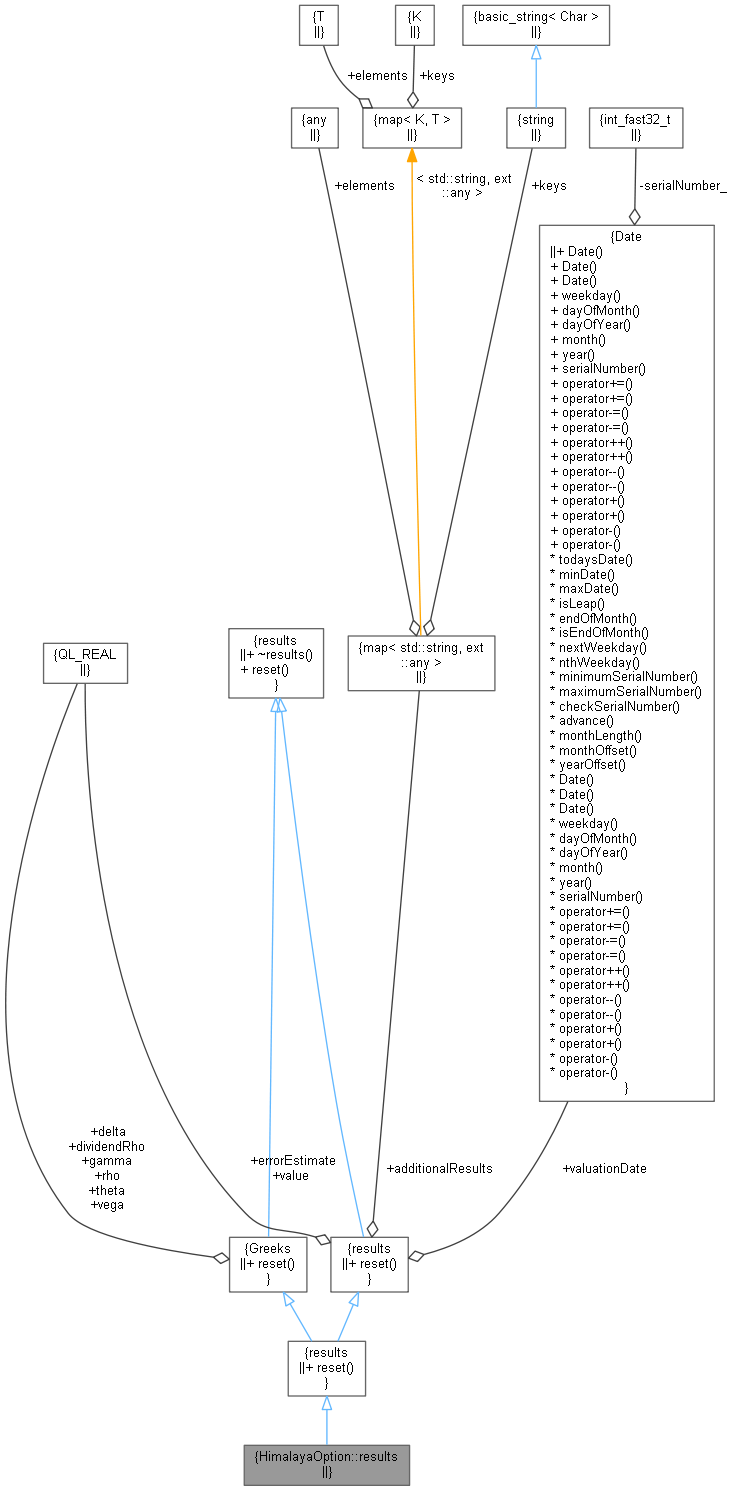 {T
||}
{K
||}
{basic_string< Char >
||}
+elements
+keys
{any
||}
{map< K, T >
||}
{string
||}
{int_fast32_t
||}
+elements
< std::string, ext
::any >
+keys
-serialNumber_
{Date
||+ Date()
+ Date()
+ Date()
+ weekday()
+ dayOfMonth()
+ dayOfYear()
+ month()
+ year()
+ serialNumber()
+ operator+=()
+ operator+=()
+ operator-=()
+ operator-=()
+ operator++()
+ operator++()
+ operator--()
+ operator--()
+ operator+()
+ operator+()
+ operator-()
+ operator-()
* todaysDate()
* minDate()
* maxDate()
* isLeap()
* endOfMonth()
* isEndOfMonth()
* nextWeekday()
* nthWeekday()
* minimumSerialNumber()
* maximumSerialNumber()
* checkSerialNumber()
* advance()
* monthLength()
* monthOffset()
* yearOffset()
* Date()
* Date()
* Date()
* weekday()
* dayOfMonth()
* dayOfYear()
* month()
* year()
* serialNumber()
* operator+=()
* operator+=()
* operator-=()
* operator-=()
* operator++()
* operator++()
* operator--()
* operator--()
* operator+()
* operator+()
* operator-()
* operator-()
}
{QL_REAL
||}
{results
||+ ~results()
+ reset()
}
{map< std::string, ext
::any >
||}
+delta
+dividendRho
+gamma
+rho
+theta
+vega
+errorEstimate
+value
+additionalResults
+valuationDate
{Greeks
||+ reset()
}
{results
||+ reset()
}
{results
||+ reset()
}
{HimalayaOption::results
||}